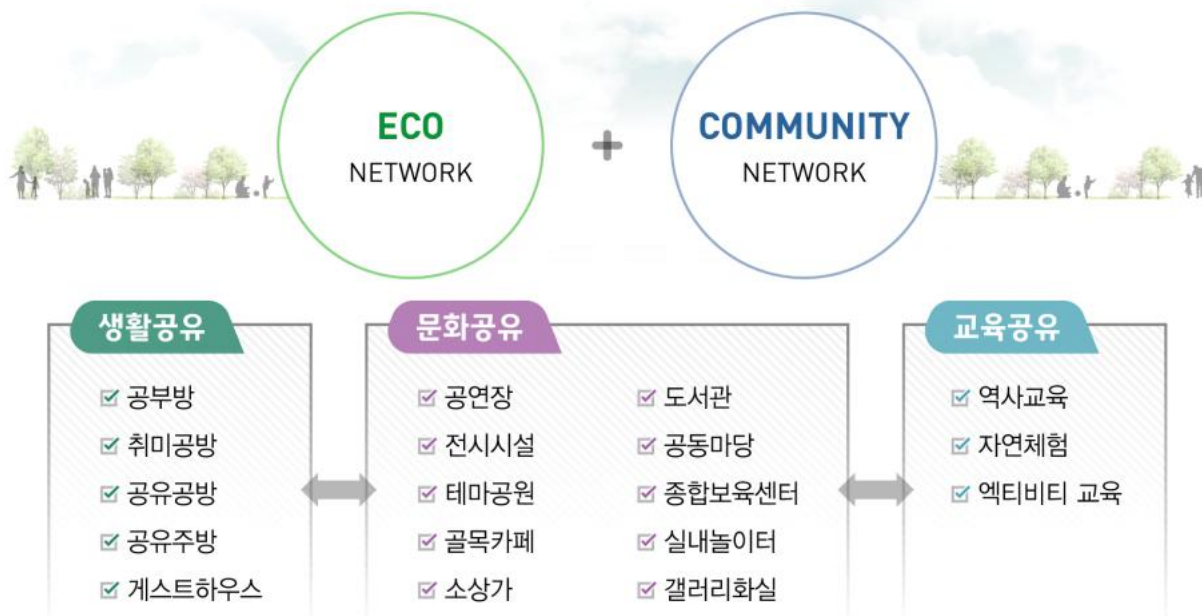 ECO
NETWORK
+
COMMUNITY
NETWORK
생활공유
공부방
취미공방
공유공방
공유주방
게스트하우스
문화공유
공연장
전시시설
테마공원
골목카페
소상가
도서관
공동마당
종합보육센터
실내놀이터
갤러리화실
교육공유
역사교육
자연체험
엑티비티 교육